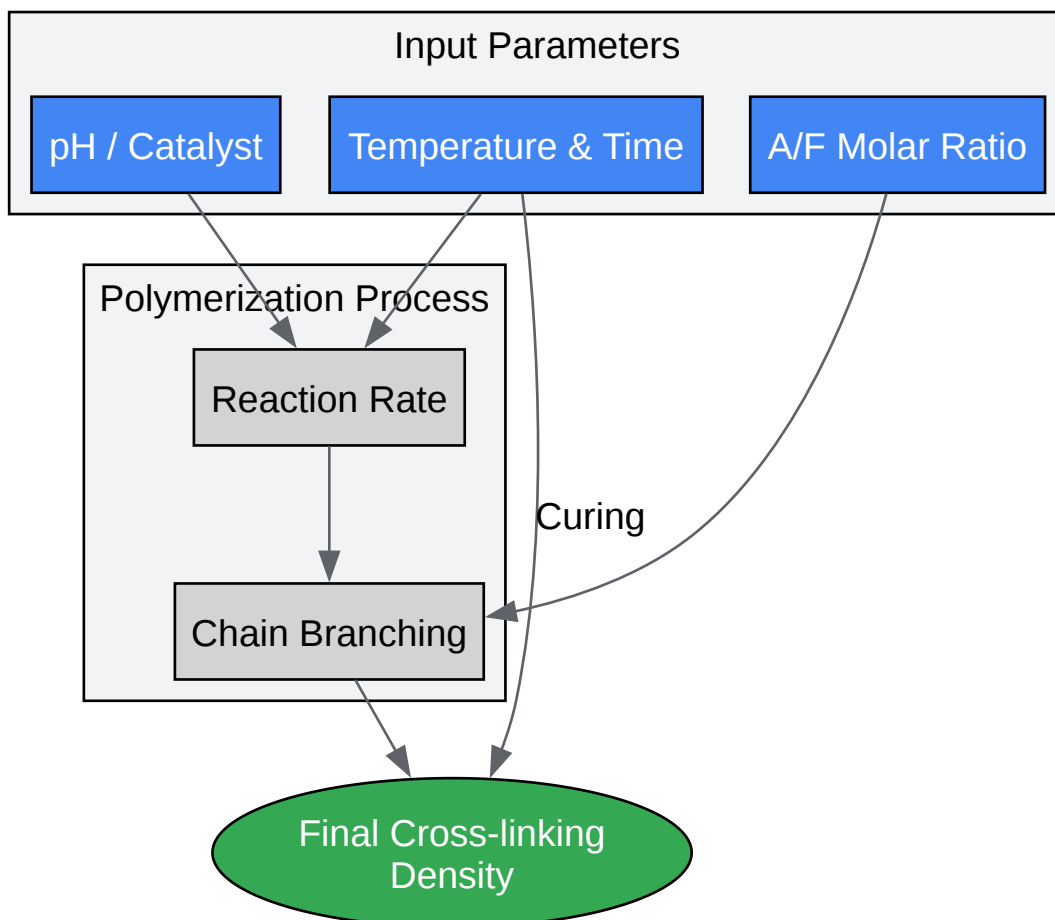 Input Parameters
pH / Catalyst
Temperature & Time
A/F Molar Ratio
Polymerization Process
Reaction Rate
Curing
Chain Branching
Final Cross-linking
Density